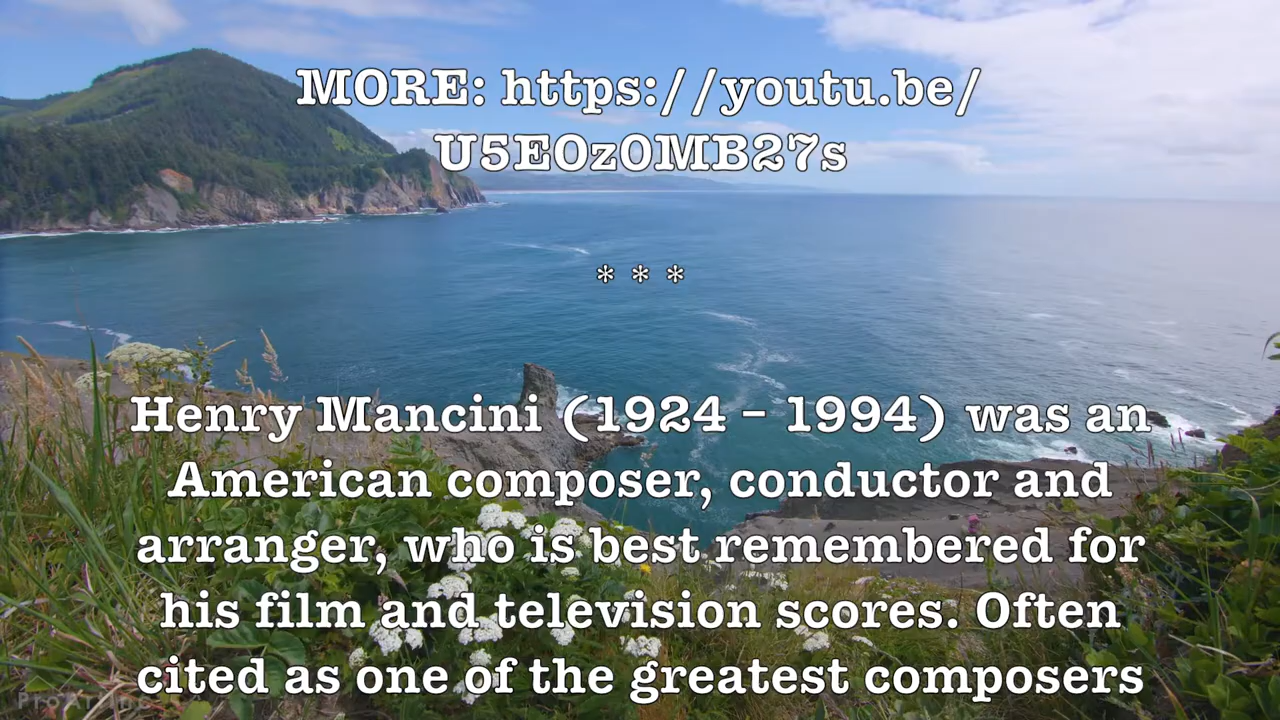 MORE: https://youtu.be/
U5EOzOMB27s
* * *
Henry Mancini (1924 – 1994) was an
American composer, conductor and
arranger, who is best remembered for
his film and television scores. Often
cited as one of the greatest composers